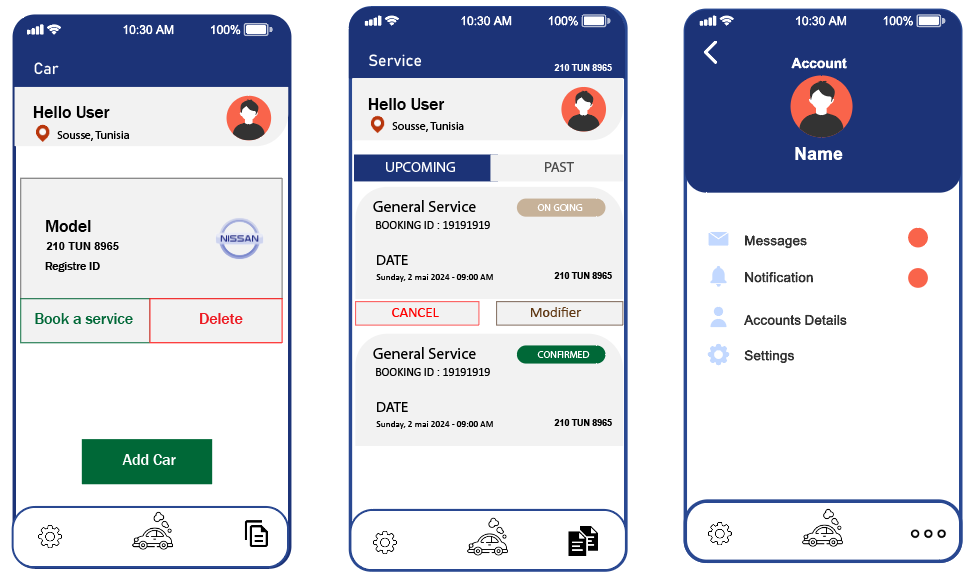 10:30 AM 100%
Car
Hello User
Sousse, Tunisia
Model
210 TUN 8965
Registre ID
NISSAN
Book a service Delete
Add Car
10:30 AM 100%
Service 210 TUN 8965
Hello User
Sousse, Tunisia
UPCOMING PAST
General Service ON GOING
BOOKING ID : 19191919
DATE
Sunday, 2 mai 2024 - 09:00 AM 210 TUN 8965
CANCEL Modifier
General Service CONFIRMED
BOOKING ID : 19191919
DATE
Sunday, 2 mai 2024 - 09:00 AM 210 TUN 8965
10:30 AM 100%
Account
Name
Messages
Notification
Accounts Details
Settings